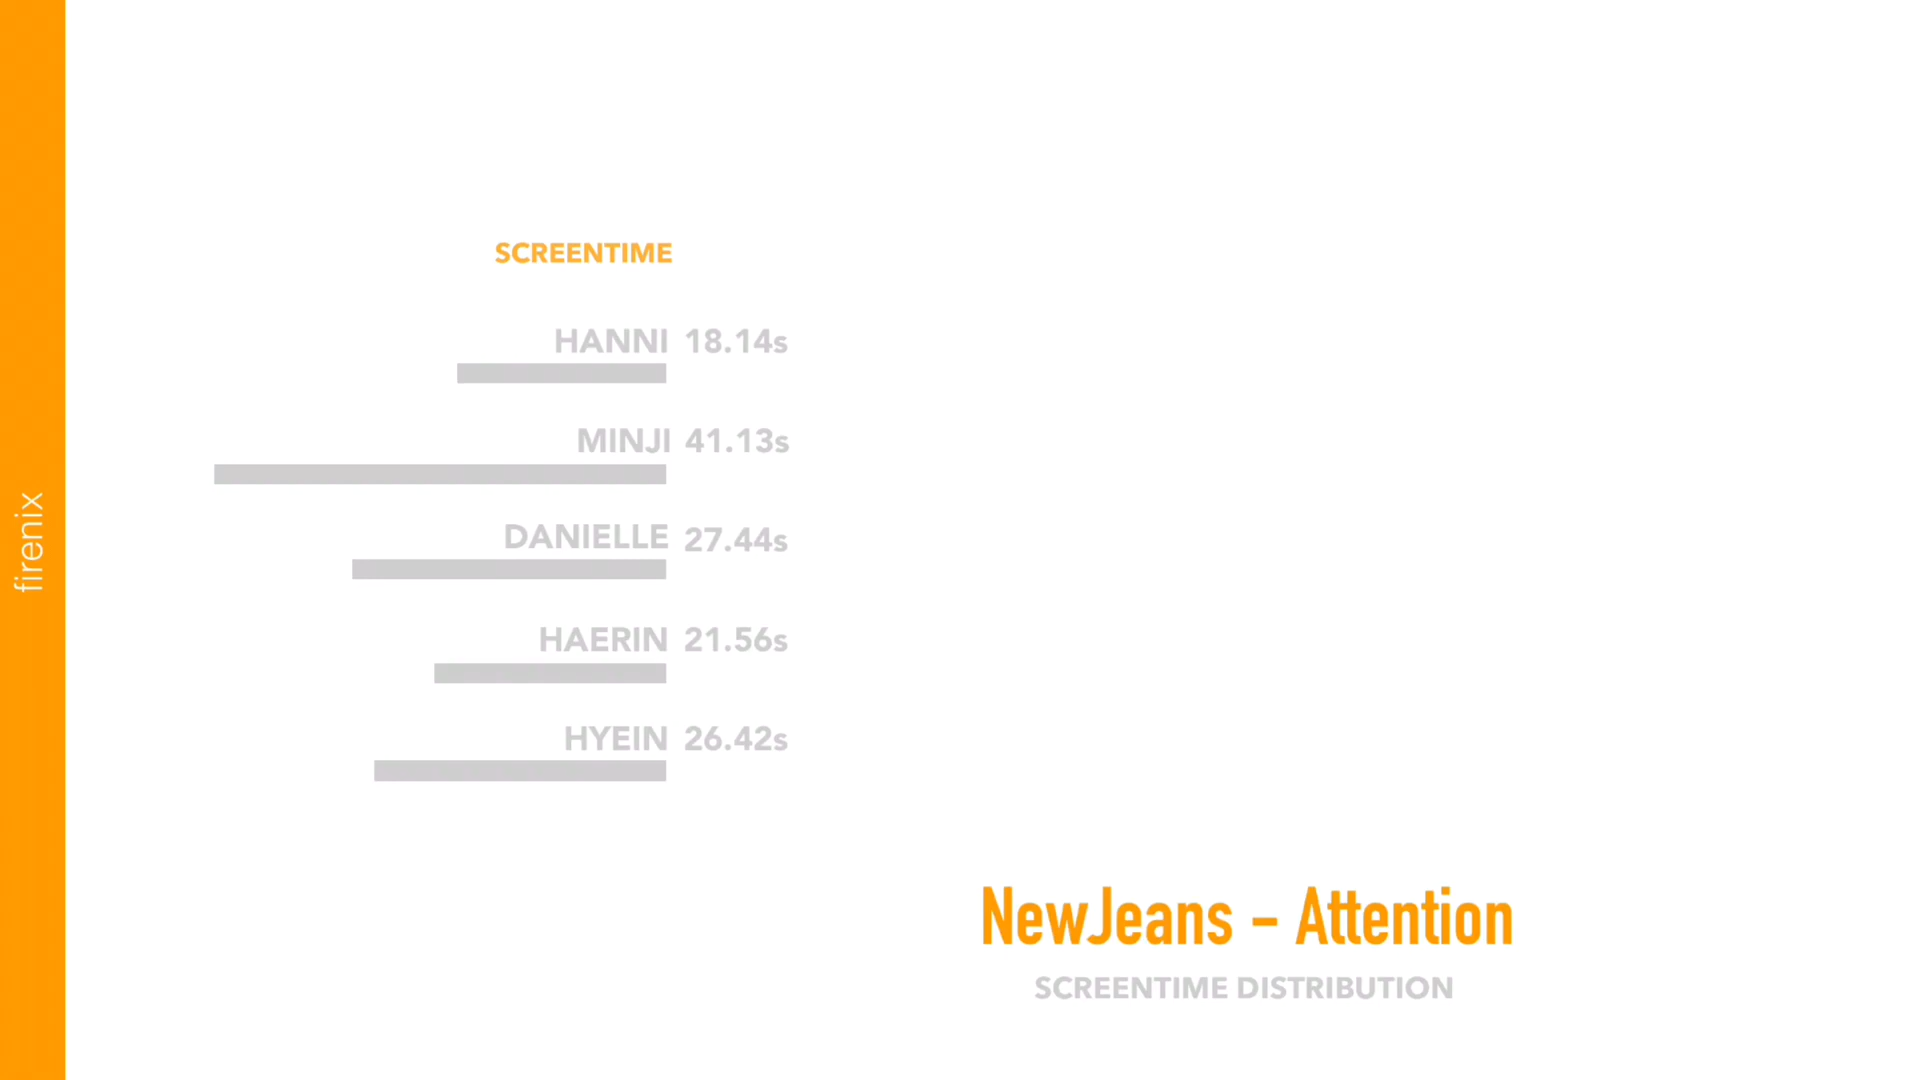 firenix
SCREENTIME
HANNI 18.14s
MINJI 41.13s
DANIELLE 27.44s
HAERIN 21.56s
HYEIN 26.42s
NewJeans - Attention
SCREENTIME DISTRIBUTION